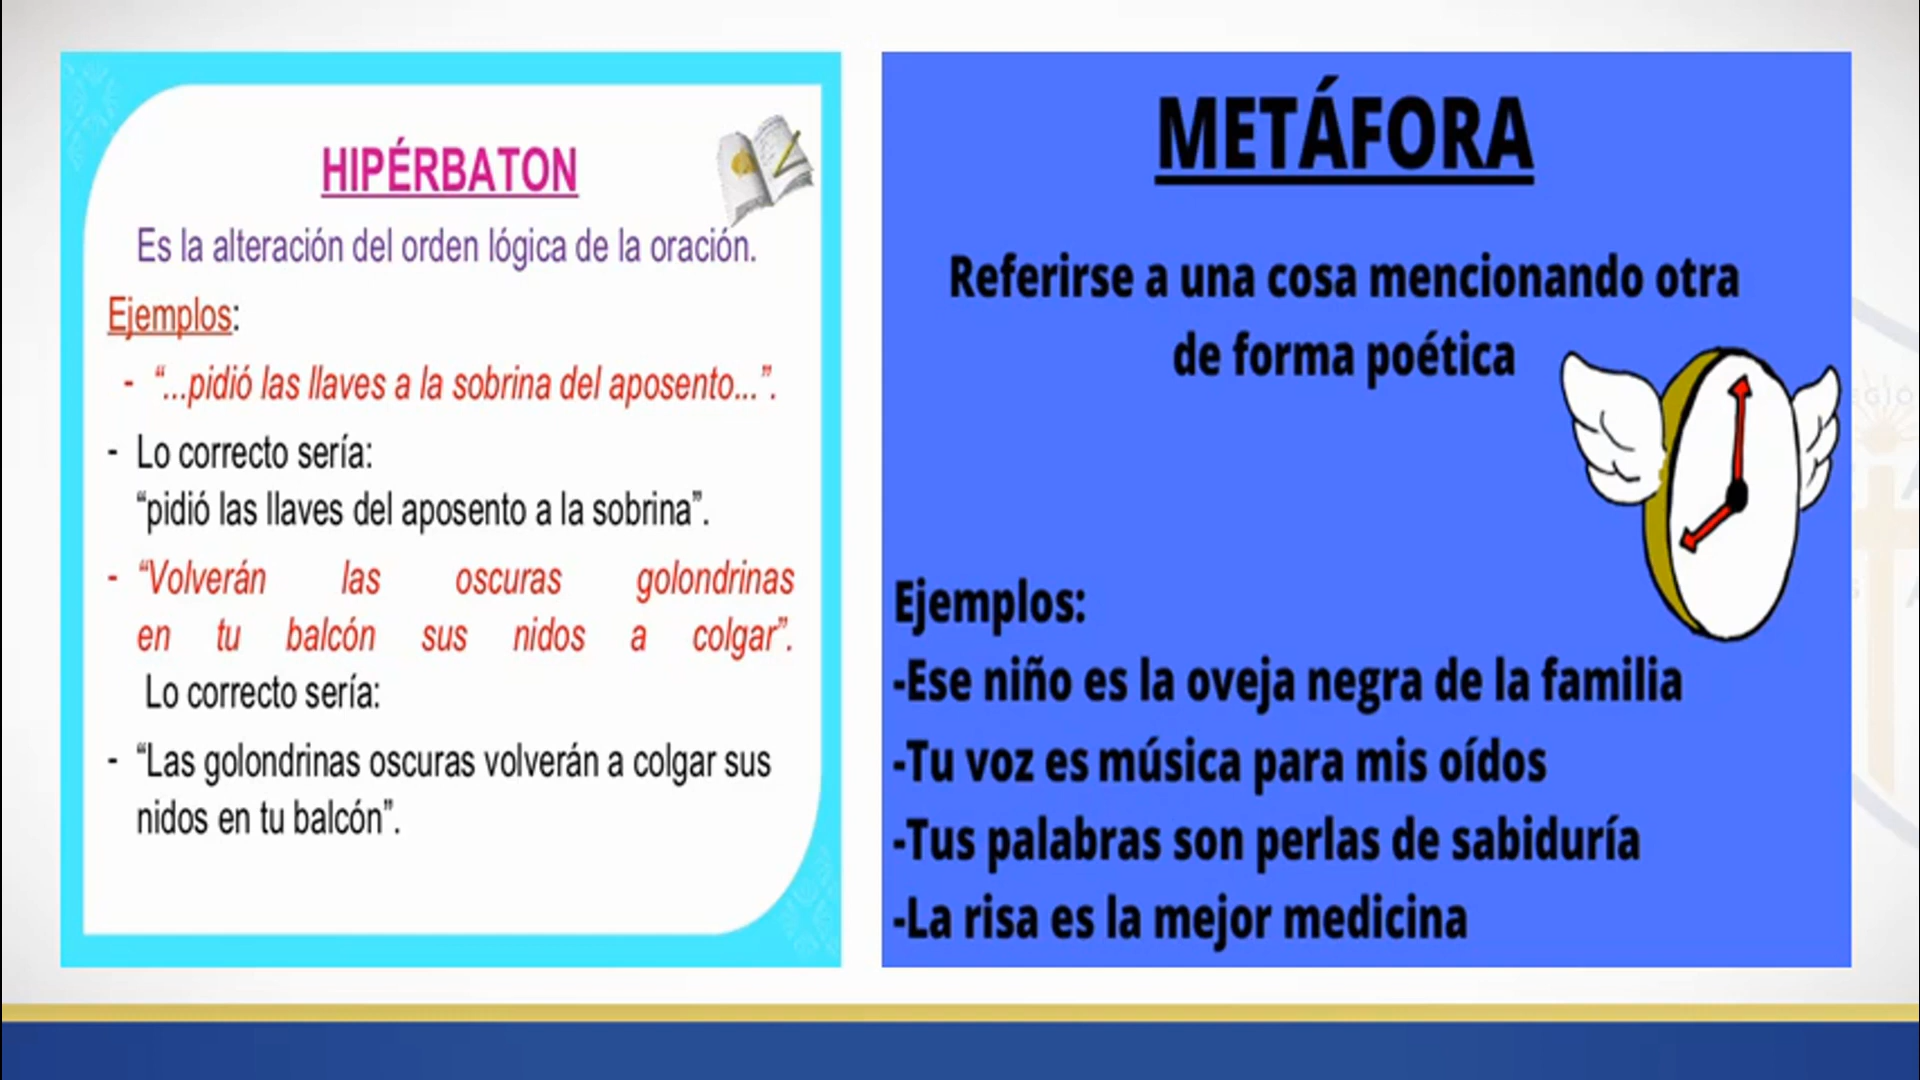 HIPÉRBATON
Es la alteración del orden lógica de la oración.
Ejemplos:
- “...pidió las llaves a la sobrina del aposento...”.
- Lo correcto sería:
“pidió las llaves del aposento a la sobrina”.
- “Volverán las oscuras golondrinas
en tu balcón sus nidos a colgar”.
Lo correcto sería:
- “Las golondrinas oscuras volverán a colgar sus
nidos en tu balcón”.
METÁFORA
Referirse a una cosa mencionando otra
de forma poética
Ejemplos:
-Ese niño es la oveja negra de la familia
-Tu voz es música para mis oídos
-Tus palabras son perlas de sabiduría
-La risa es la mejor medicina